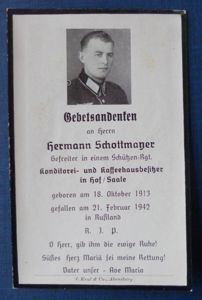 Gebetsandenken
an Herrn
Hermann Schottmayer
Gefreiter in einem Schützen-Rgt.
Konditorei- und Kaffeehausbesitzer
in Hof/Saale
geboren am 18. Oktober 1913
gefallen am 21. Februar 1942
in Rußland
R. I. P.
O Herr, gib ihm die ewige Ruhe!
Süßes Herz Mariä sei meine Rettung!
Vater unser - Ave Maria